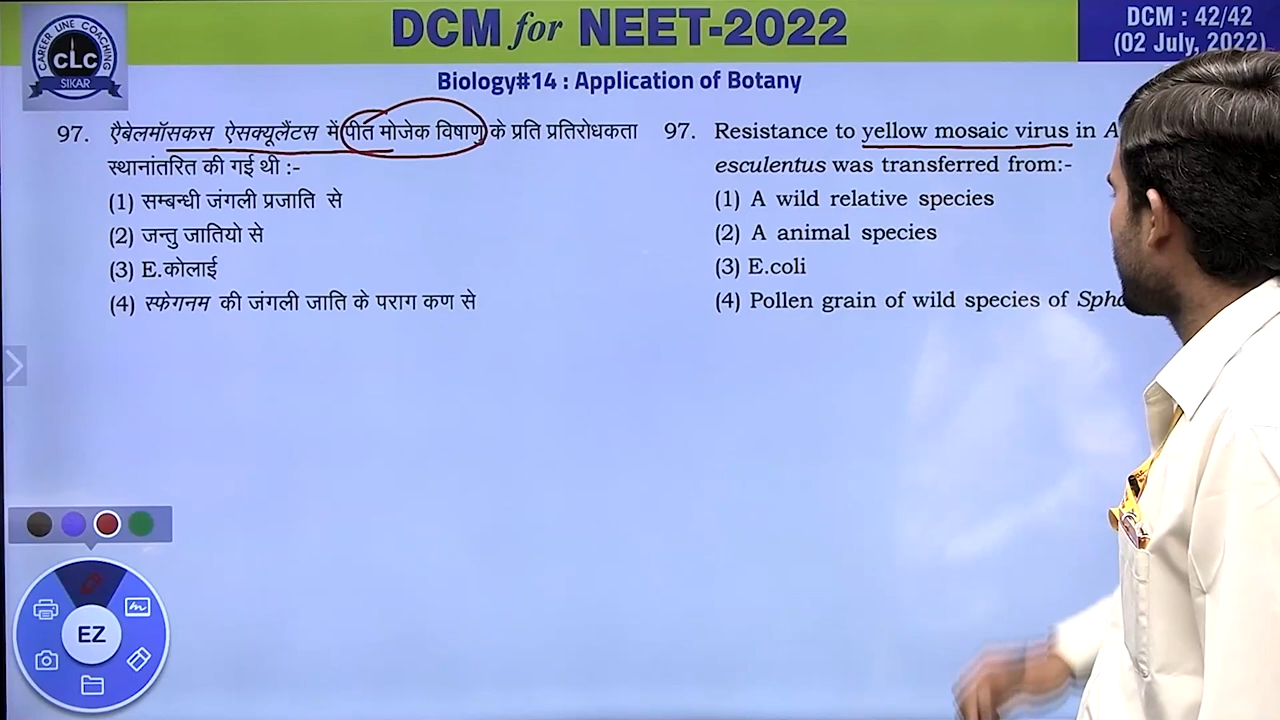 DCM for NEET-2022
DCM : 42/42
(02 July, 2022)
CAREER LINE COACHING
CLC
SIKAR
Biology#14 : Application of Botany
97. ऐबेलमॉसकस ऐसक्यूलैंटस में पीत मोजेक विषाणु के प्रति प्रतिरोधकता
स्थानांतरित की गई थी :-
(1) सम्बन्धी जंगली प्रजाति से
(2) जन्तु जातियो से
(3) E.कोलाई
(4) स्फेगनम की जंगली जाति के पराग कण से
97. Resistance to yellow mosaic virus in
esculentus was transferred from:-
(1) A wild relative species
(2) A animal species
(3) E.coli
(4) Pollen grain of wild species of
EZ